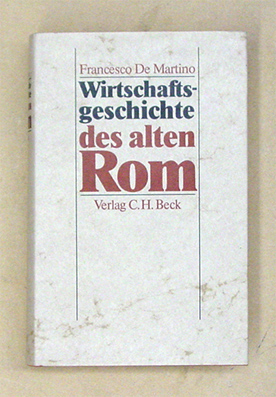 Francesco De Martino
Wirtschafts-
geschichte
des alten
Rom
Verlag C.H.Beck